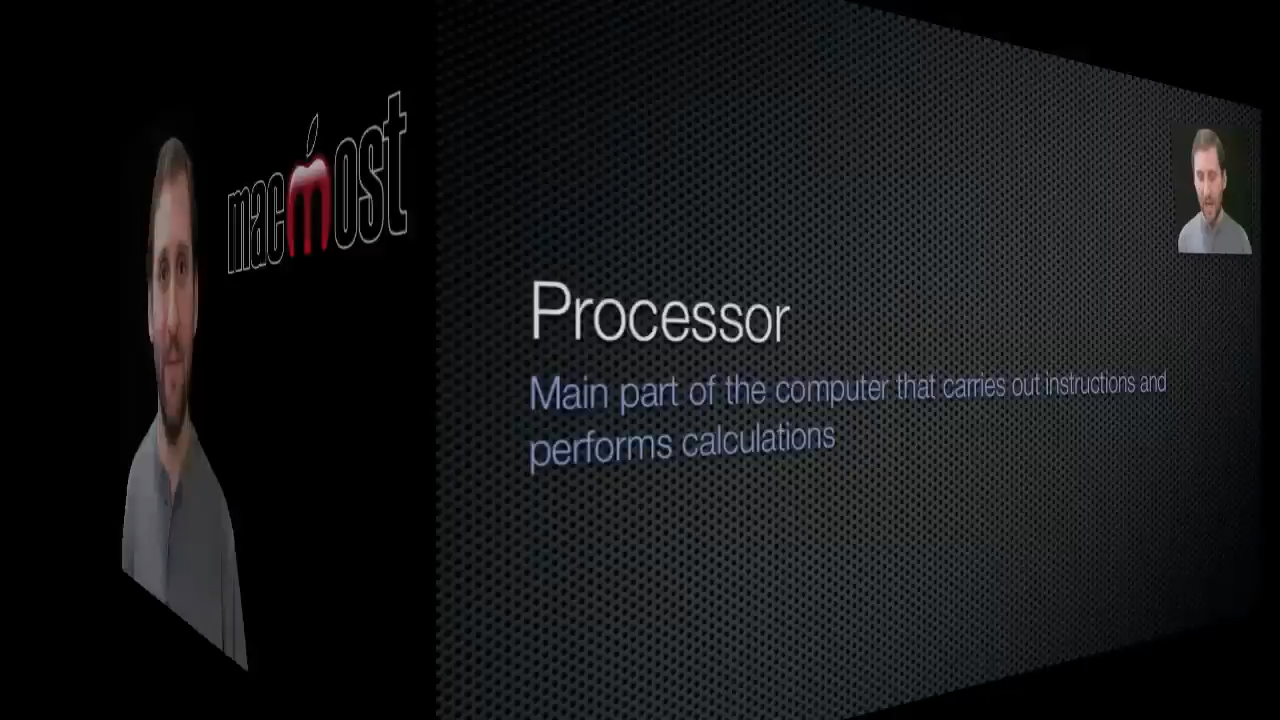 macmost
Processor
Main part of the computer that carries out instructions and
performs calculations